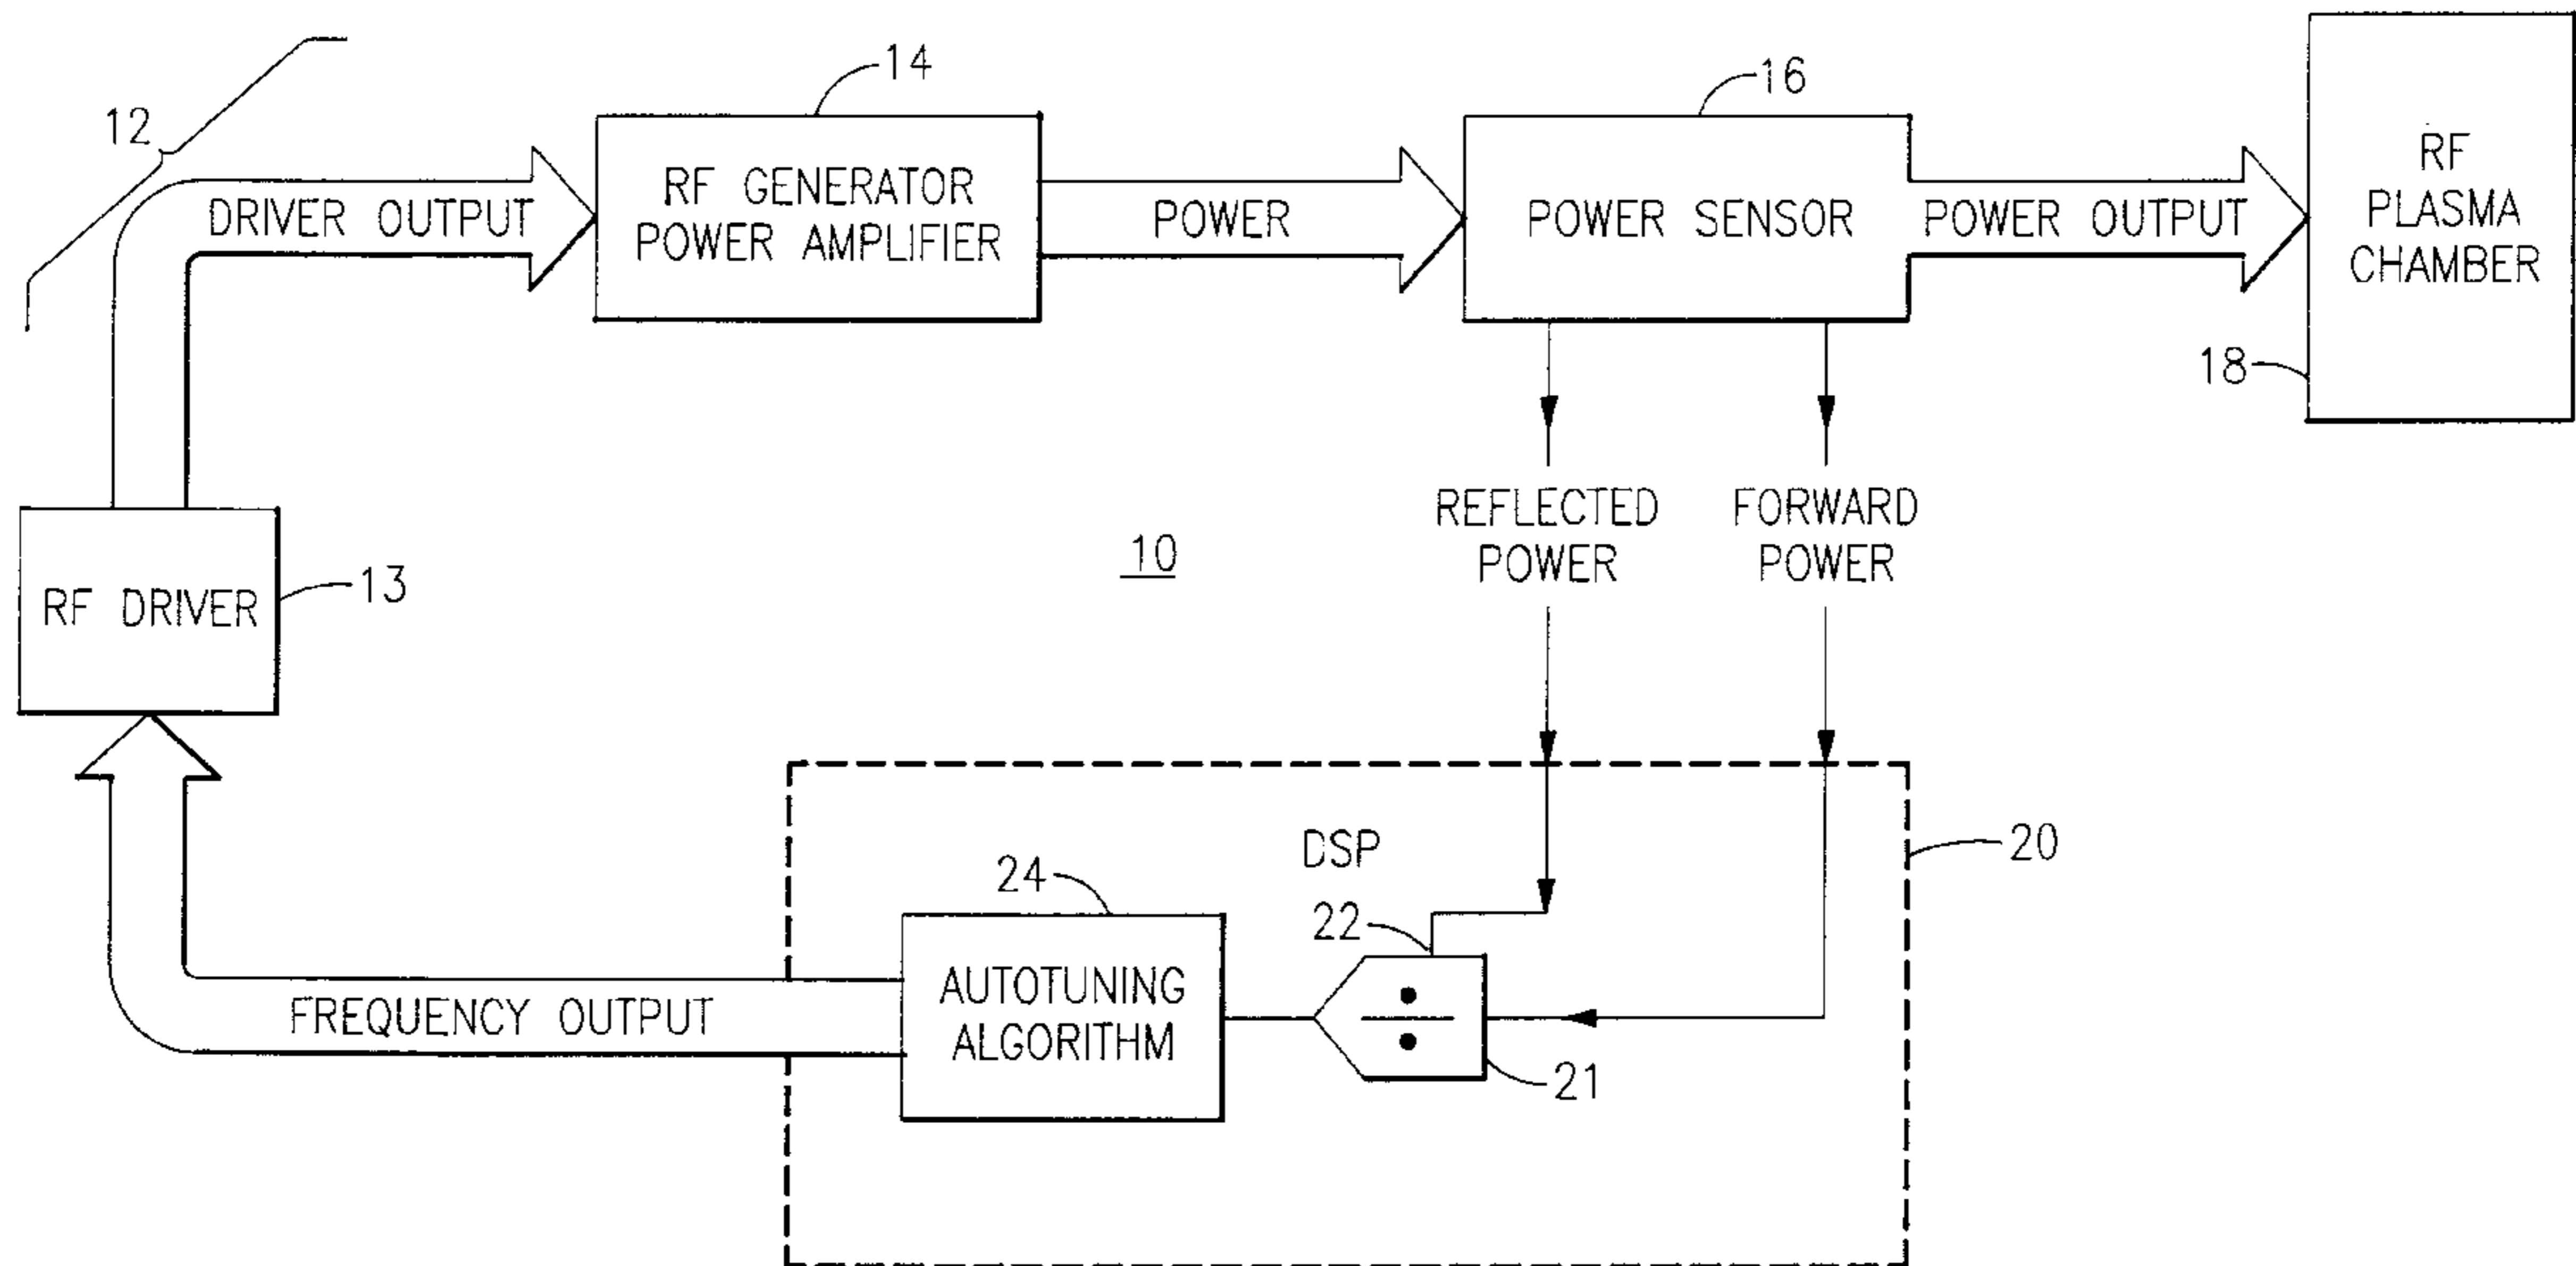 12
14
16
RF GENERATOR
POWER AMPLIFIER
DRIVER OUTPUT
POWER
POWER SENSOR
POWER OUTPUT
RF
PLASMA
CHAMBER
18
REFLECTED
POWER
FORWARD
POWER
10
RF DRIVER
13
DSP
20
24
22
AUTOTUNING
ALGORITHM
÷
21
FREQUENCY OUTPUT